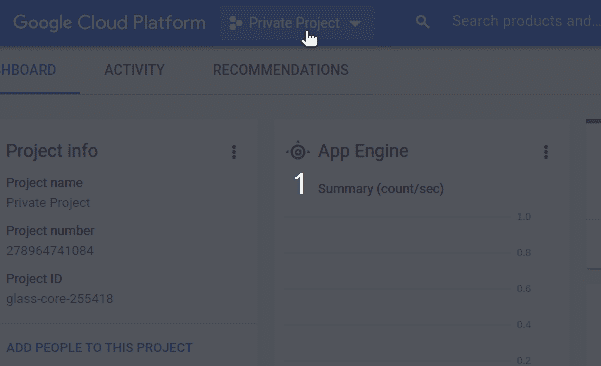 Google Cloud Platform
Private Project
Search products and...
HBOARD
ACTIVITY
RECOMMENDATIONS
Project info
Project name
Private Project
Project number
278964741084
Project ID
glass-core-255418
ADD PEOPLE TO THIS PROJECT
App Engine
1
Summary (count/sec)
1.0
0.8
0.6
0.4
0.2